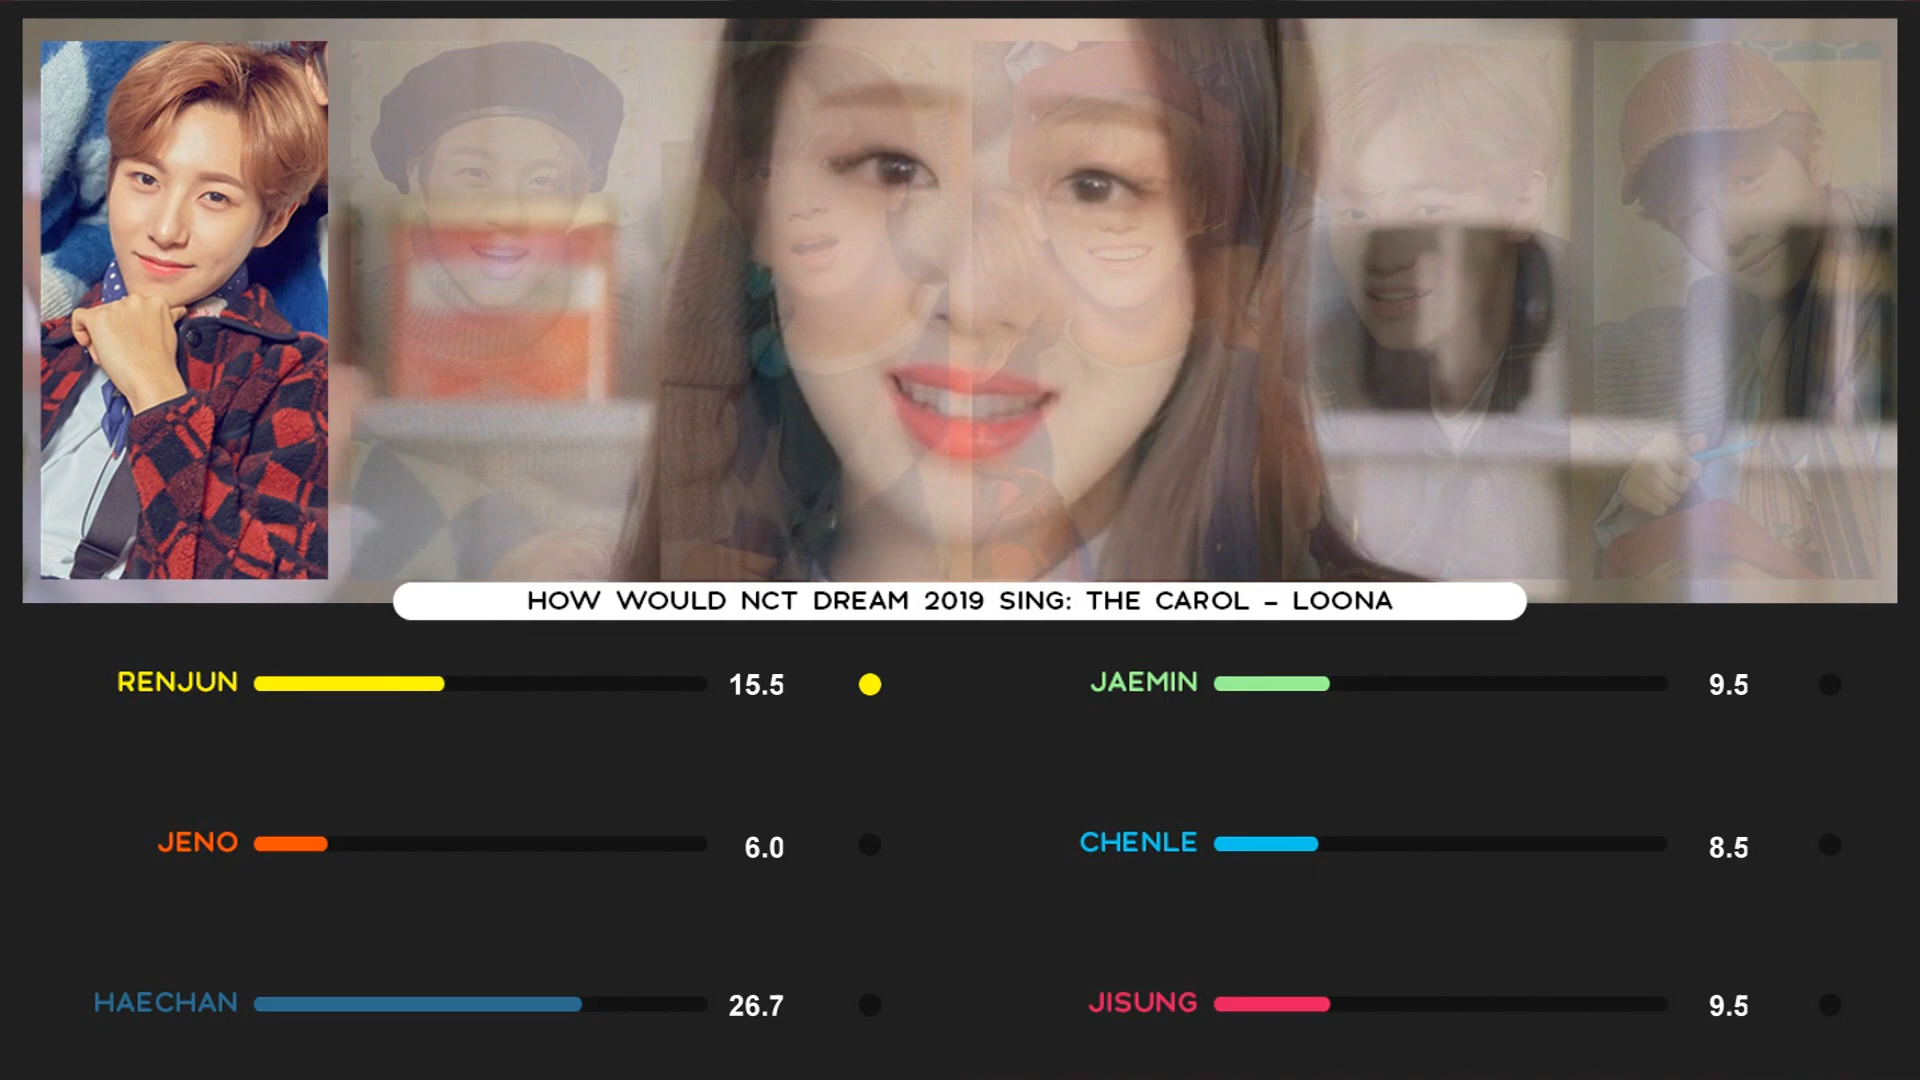 HOW WOULD NCT DREAM 2019 SING: THE CAROL – LOONA
RENJUN 15.5
JAEMIN 9.5
JENO 6.0
CHENLE 8.5
HAECHAN 26.7
JISUNG 9.5